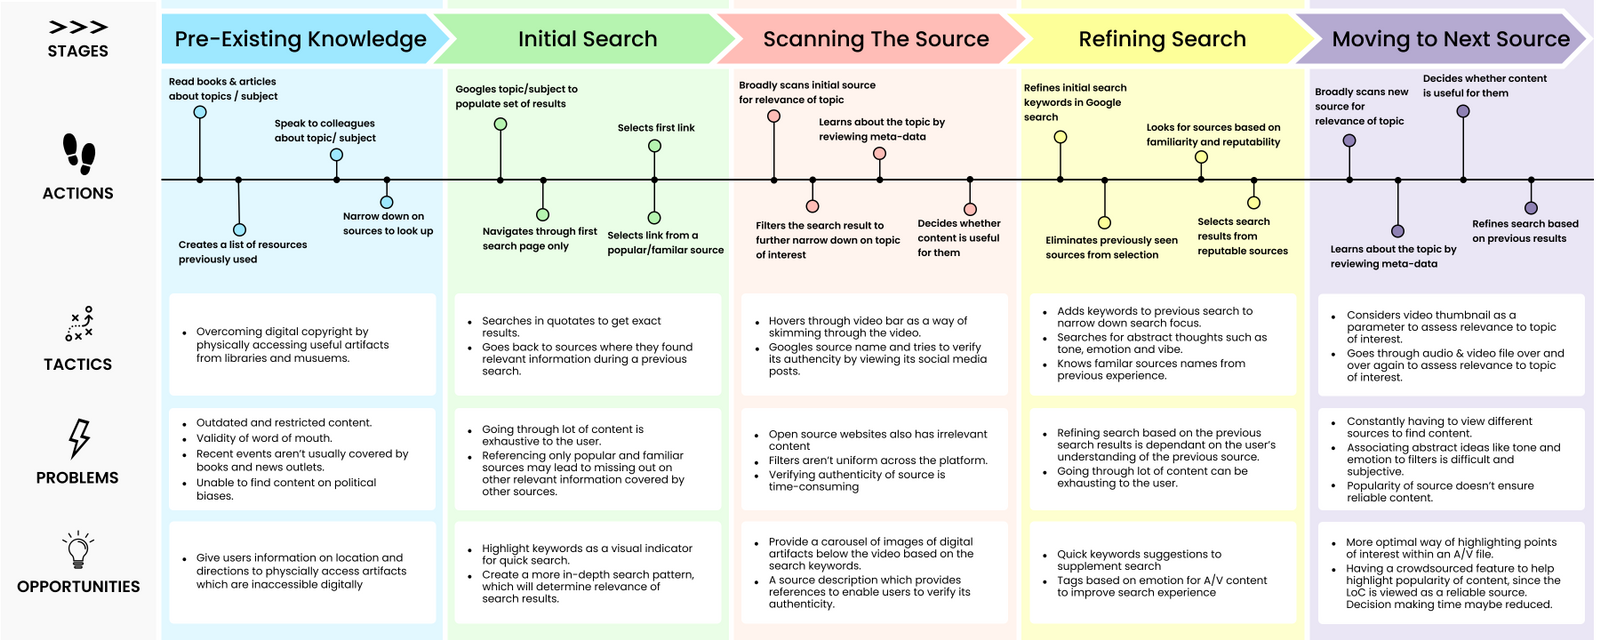 STAGES
Pre-Existing Knowledge
Initial Search
Scanning The Source
Refining Search
Moving to Next Source
ACTIONS
Read books & articles
about topics / subject
Speak to colleagues
about topic/ subject
Creates a list of resources
previously used
Narrow down on
sources to look up
Googles topic/subject to
populate set of results
Selects first link
Navigates through first
search page only
Selects link from a
popular/familar source
Broadly scans initial source
for relevance of topic
Learns about the topic by
reviewing meta-data
Filters the search result to
further narrow down on topic
of interest
Decides whether
content is useful
for them
Refines initial search
keywords in Google
search
Looks for sources based on
familiarity and reputability
Eliminates previously seen
sources from selection
Selects search
results from
reputable sources
Broadly scans new
source for
relevance of topic
Decides whether content
is useful for them
Learns about the topic by
reviewing meta-data
Refines search based
on previous results
TACTICS
• Overcoming digital copyright by
physically accessing useful artifacts
from libraries and musuems.
• Searches in quotates to get exact
results.
• Goes back to sources where they found
relevant information during a previous
search.
• Hovers through video bar as a way of
skimming through the video.
• Googles source name and tries to verify
its authencity by viewing its social media
posts.
• Adds keywords to previous search to
narrow down search focus.
• Searches for abstract thoughts such as
tone, emotion and vibe.
• Knows familar sources names from
previous experience.
• Considers video thumbnail as a
parameter to assess relevance to topic
of interest.
• Goes through audio & video file over and
over again to assess relevance to topic
of interest.
PROBLEMS
• Outdated and restricted content.
• Validity of word of mouth.
• Recent events aren't usually covered by
books and news outlets.
• Unable to find content on political
biases.
• Going through lot of content is
exhaustive to the user.
• Referencing only popular and familiar
sources may lead to missing out on
other relevant information covered by
other sources.
• Open source websites also has irrelevant
content
• Filters aren't uniform across the platform.
• Verifying authenticity of source is
time-consuming
• Refining search based on the previous
search results is dependant on the user's
understanding of the previous source.
• Going through lot of content can be
exhausting to the user.
• Constantly having to view different
sources to find content.
• Associating abstract ideas like tone and
emotion to filters is difficult and
subjective.
• Popularity of source doesn't ensure
reliable content.
OPPORTUNITIES
• Give users information on location and
directions to physcially access artifacts
which are inaccessible digitally
• Highlight keywords as a visual indicator
for quick search.
• Create a more in-depth search pattern,
which will determine relevance of
search results.
• Provide a carousel of images of digital
artifacts below the video based on the
search keywords.
• A source description which provides
references to enable users to verify its
authenticity.
• Quick keywords suggestions to
supplement search
• Tags based on emotion for A/V content
to improve search experience
• More optimal way of highlighting points
of interest within an A/V file.
• Having a crowdsourced feature to help
highlight popularity of content, since the
LoC is viewed as a reliable source.
Decision making time maybe reduced.